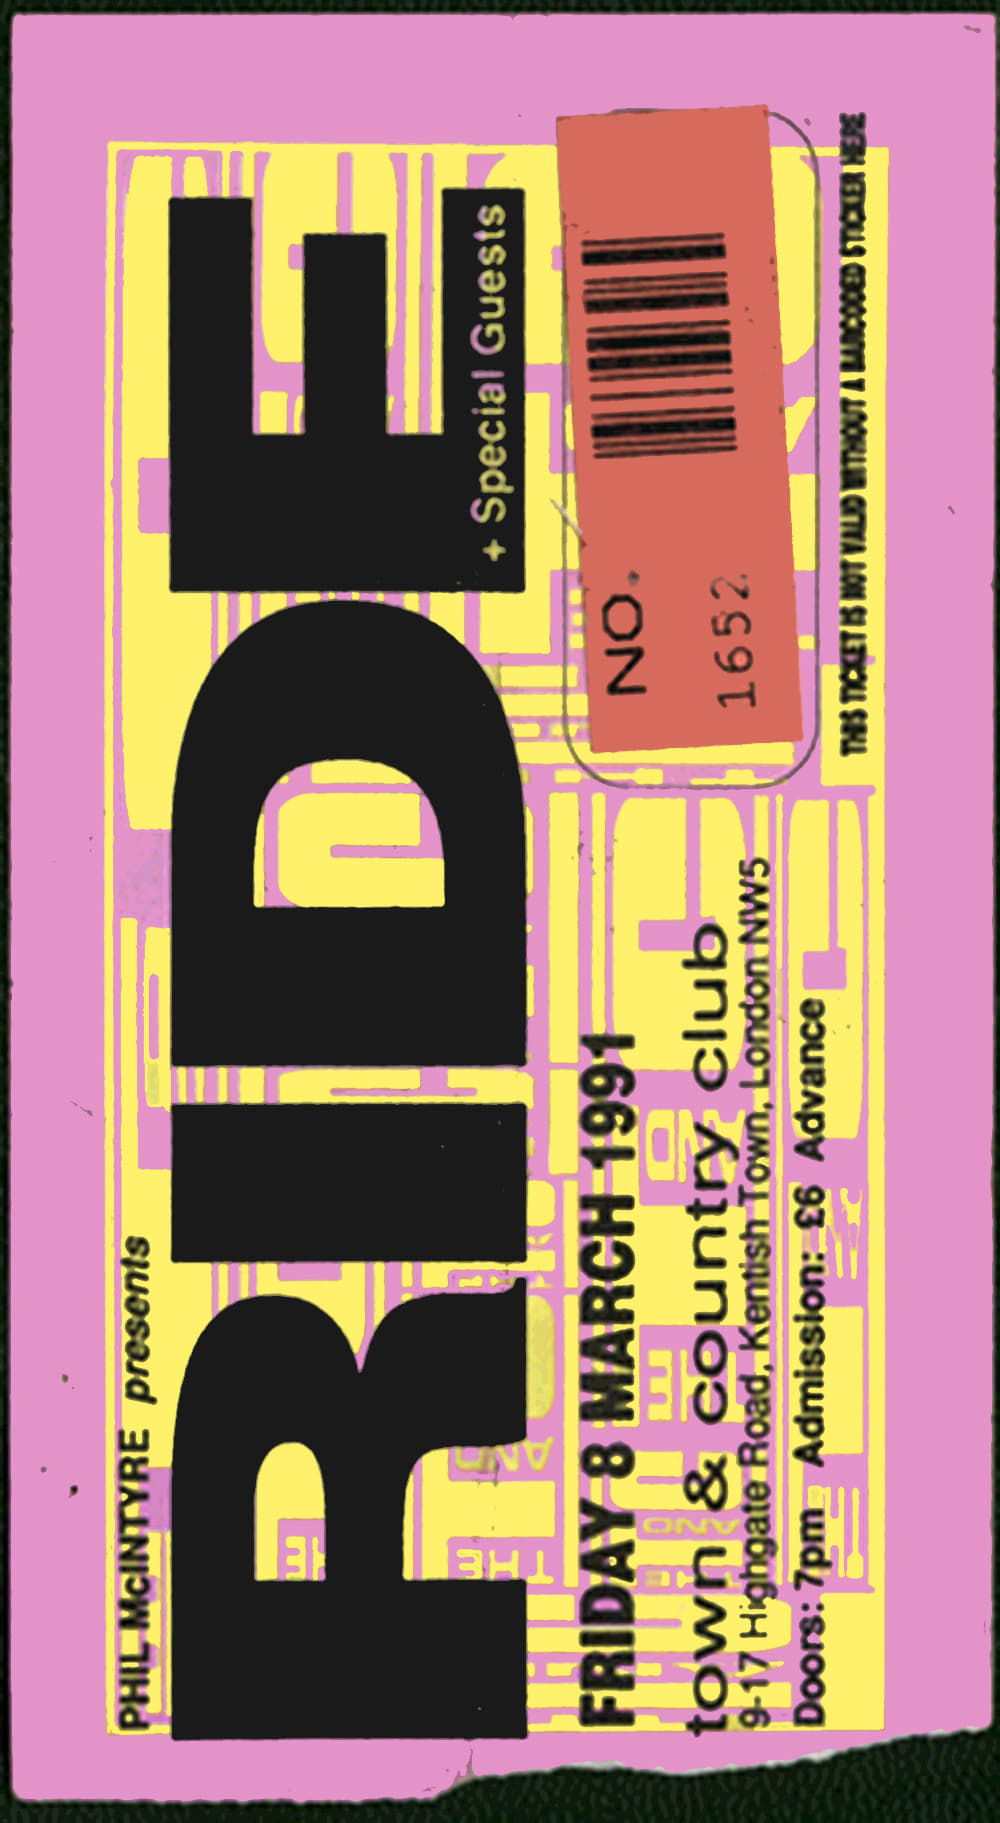 PHIL McINTYRE presents
RIDE
+ Special Guests
FRIDAY 8 MARCH 1991
town & country club
9-17 Highgate Road, Kentish Town, London NW5
Doors: 7pm Admission: £6 Advance
NO.
1652
THIS TICKET IS NOT VALID WITHOUT A BARCODED STICKER HERE